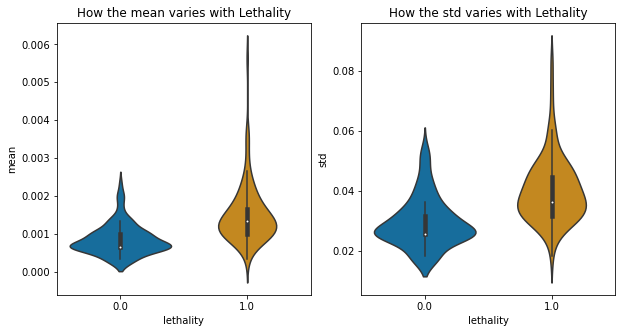 How the mean varies with Lethality
mean
0.006
0.005
0.004
0.003
0.002
0.001
0.000
0.0 1.0
lethality
How the std varies with Lethality
std
0.08
0.06
0.04
0.02
0.0 1.0
lethality